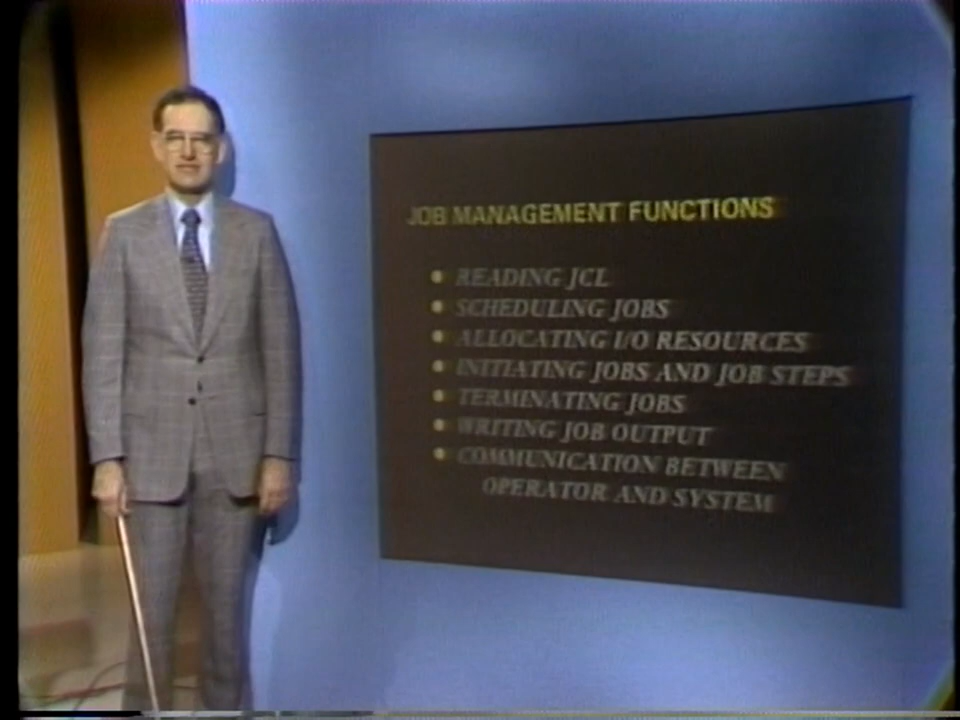 JOB MANAGEMENT FUNCTIONS
• READING JCL
• SCHEDULING JOBS
• ALLOCATING I/O RESOURCES
• INITIATING JOBS AND JOB STEPS
• TERMINATING JOBS
• WRITING JOB OUTPUT
• COMMUNICATION BETWEEN
OPERATOR AND SYSTEM